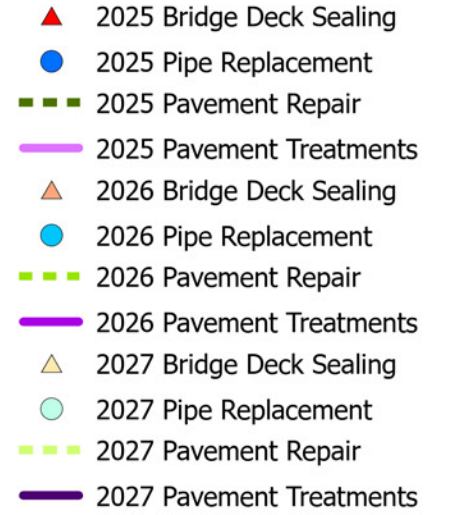 2025 Bridge Deck Sealing
2025 Pipe Replacement
2025 Pavement Repair
2025 Pavement Treatments
2026 Bridge Deck Sealing
2026 Pipe Replacement
2026 Pavement Repair
2026 Pavement Treatments
2027 Bridge Deck Sealing
2027 Pipe Replacement
2027 Pavement Repair
2027 Pavement Treatments